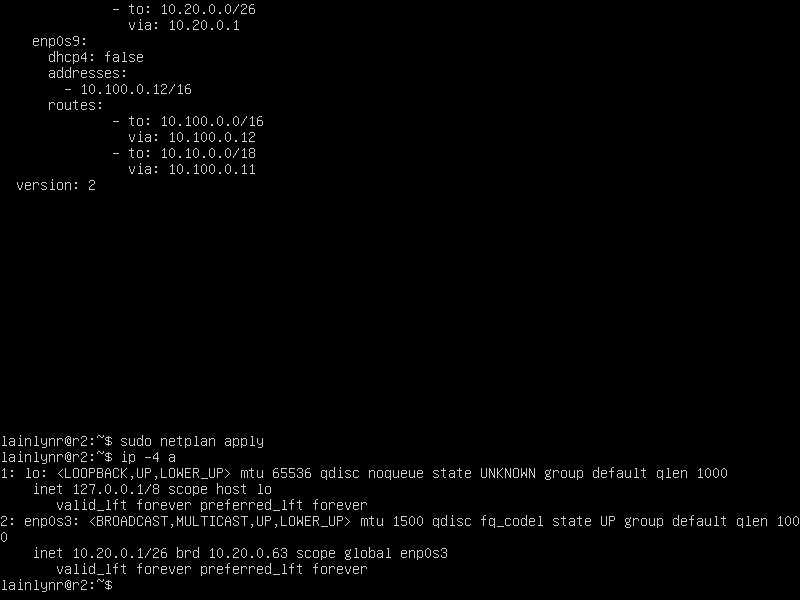 - to: 10.20.0.0/26
via: 10.20.0.1
enp0s9:
dhcp4: false
addresses:
- 10.100.0.12/16
routes:
- to: 10.100.0.0/16
via: 10.100.0.12
- to: 10.10.0.0/18
via: 10.100.0.11
version: 2
lainlynr@r2:~$ sudo netplan apply
lainlynr@r2:~$ ip -4 a
1: lo: <LOOPBACK,UP,LOWER_UP> mtu 65536 qdisc noqueue state UNKNOWN group default qlen 1000
inet 127.0.0.1/8 scope host lo
valid_lft forever preferred_lft forever
2: enp0s3: <BROADCAST,MULTICAST,UP,LOWER_UP> mtu 1500 qdisc fq_codel state UP group default qlen 100
0
inet 10.20.0.1/26 brd 10.20.0.63 scope global enp0s3
valid_lft forever preferred_lft forever
lainlynr@r2:~$